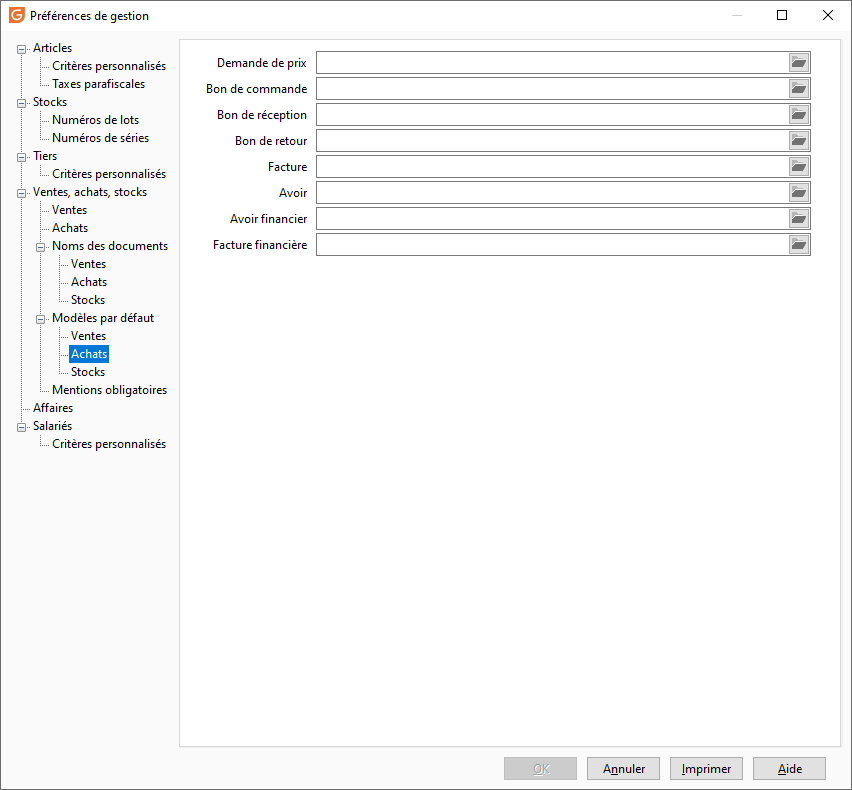 Préférences de gestion
Articles
Critères personnalisés
Taxes parafiscales
Stocks
Numéros de lots
Numéros de séries
Tiers
Critères personnalisés
Ventes, achats, stocks
Ventes
Achats
Noms des documents
Ventes
Achats
Stocks
Modèles par défaut
Ventes
Achats
Stocks
Mentions obligatoires
Affaires
Salariés
Critères personnalisés
Demande de prix
Bon de commande
Bon de réception
Bon de retour
Facture
Avoir
Avoir financier
Facture financière
OK
Annuler
Imprimer
Aide